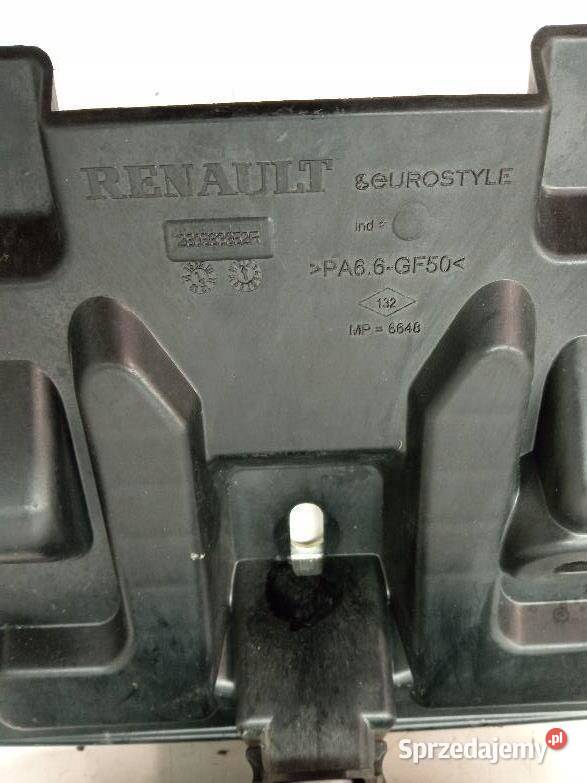 RENAULT
eUROSTYLE
Ind =
>PA6.6-GF50<
132
MP = 6648
Sprzedajemy.pl